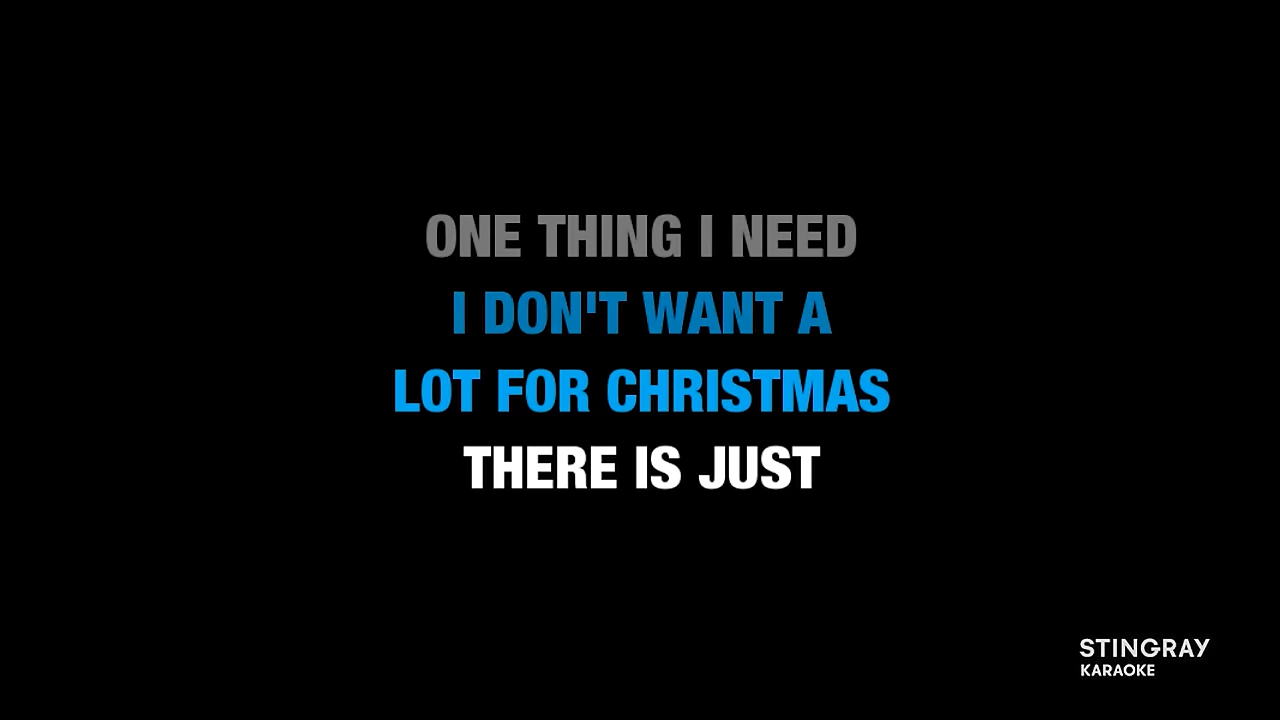 ONE THING I NEED
I DON'T WANT A
LOT FOR CHRISTMAS
THERE IS JUST
STINGRAY
KARAOKE